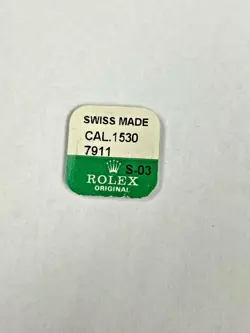 SWISS MADE
CAL.1530
7911
S-03
ROLEX
ORIGINAL